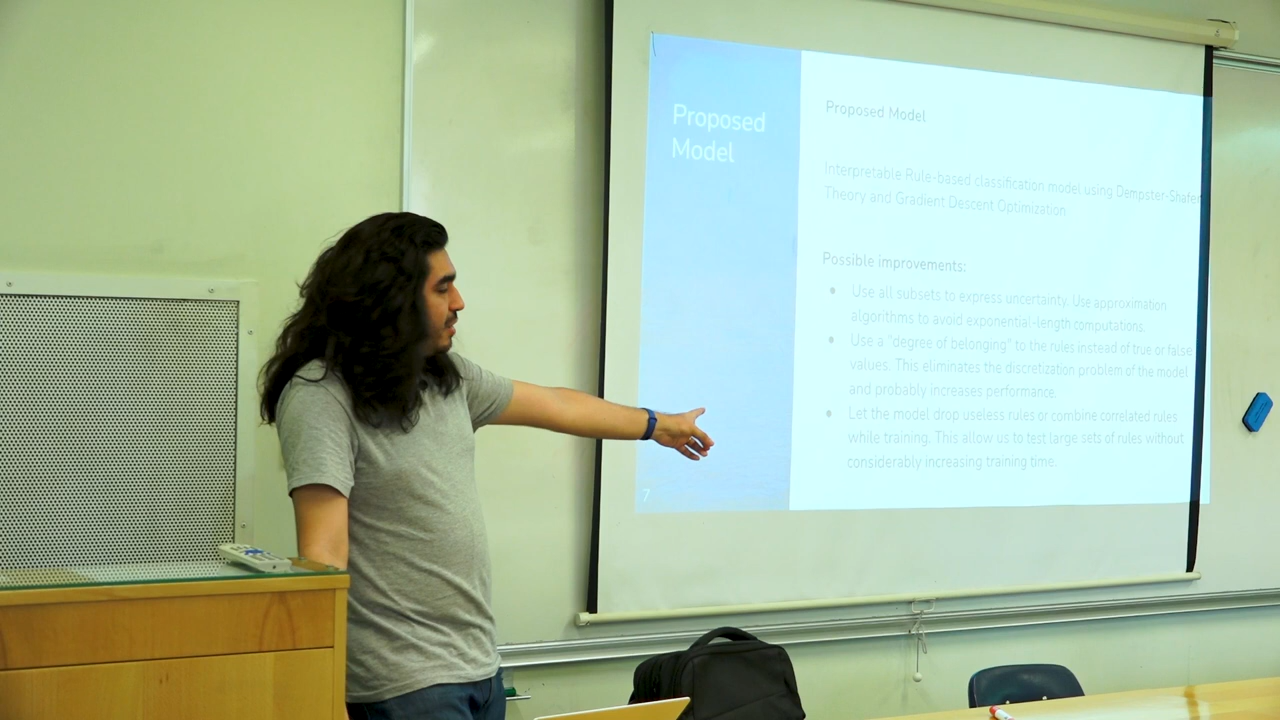 Proposed
Model
7
Proposed Model
Interpretable Rule-based classification model using Dempster-Shafer
Theory and Gradient Descent Optimization
Possible improvements:
● Use all subsets to express uncertainty. Use approximation
algorithms to avoid exponential-length computations.
● Use a "degree of belonging" to the rules instead of true or false
values. This eliminates the discretization problem of the model
and probably increases performance.
● Let the model drop useless rules or combine correlated rules
while training. This allow us to test large sets of rules without
considerably increasing training time.